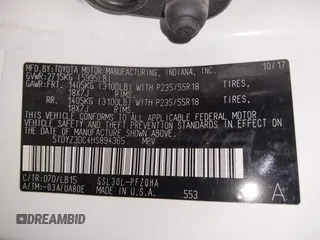 MFD BY: TOYOTA MOTOR MANUFACTURING, INDIANA, INC. 10/17
GVWR: 2715KG (5995LB)
GAWR: FRT. 1405KG (3100LB) WITH P235/55R18 TIRES,
18X7J RIMS,
RR. 1405KG (3100LB) WITH P235/55R18 TIRES,
18X7J RIMS,
THIS VEHICLE CONFORMS TO ALL APPLICABLE FEDERAL MOTOR
VEHICLE SAFETY AND THEFT PREVENTION STANDARDS IN
EFFECT ON THE DATE OF MANUFACTURE SHOWN ABOVE.
5TDYZ3DC4HS894365 MPV
C/TR: 070/LB15 GSL30L-PFZQHA
A/TM: -03A/UA80E MADE IN U.S.A. 553 A
DREAMBID